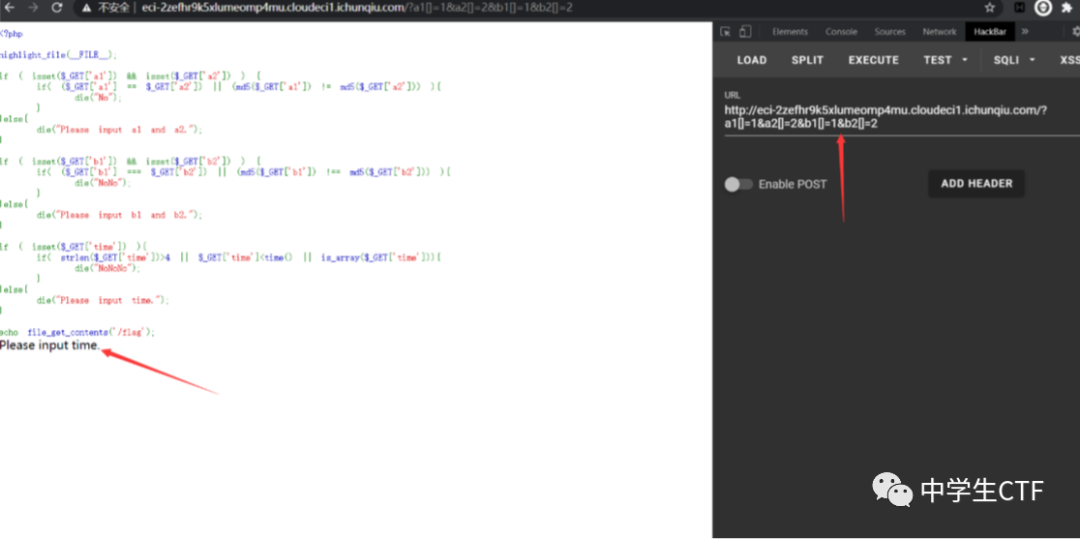 不安全 | eci-2zefhr9k5xlumeomp4mu.cloudeci1.ichunqiu.com/?a1[]=1&a2[]=2&b1[]=1&b2[]=2
<?php
highlight_file(__FILE__);
if ( isset($_GET['a1']) && isset($_GET['a2']) ) {
if( ($_GET['a1'] == $_GET['a2']) || (md5($_GET['a1']) != md5($_GET['a2'])) ){
die("No");
}
}else{
die("Please input a1 and a2.");
}
if ( isset($_GET['b1']) && isset($_GET['b2']) ) {
if( ($_GET['b1'] === $_GET['b2']) || (md5($_GET['b1']) !== md5($_GET['b2'])) ){
die("NoNo");
}
}else{
die("Please input b1 and b2.");
}
if ( isset($_GET['time']) ){
if( strlen($_GET['time'])>4 || $_GET['time']<time() || is_array($_GET['time'])){
die("NoNoNo");
}
}else{
die("Please input time.");
}
echo file_get_contents('/flag');
Please input time.
Elements Console Sources Network HackBar »
LOAD SPLIT EXECUTE TEST SQLI XSS
URL
http://eci-2zefhr9k5xlumeomp4mu.cloudeci1.ichunqiu.com/?
a1[]=1&a2[]=2&b1[]=1&b2[]=2
Enable POST
ADD HEADER
中学生CTF